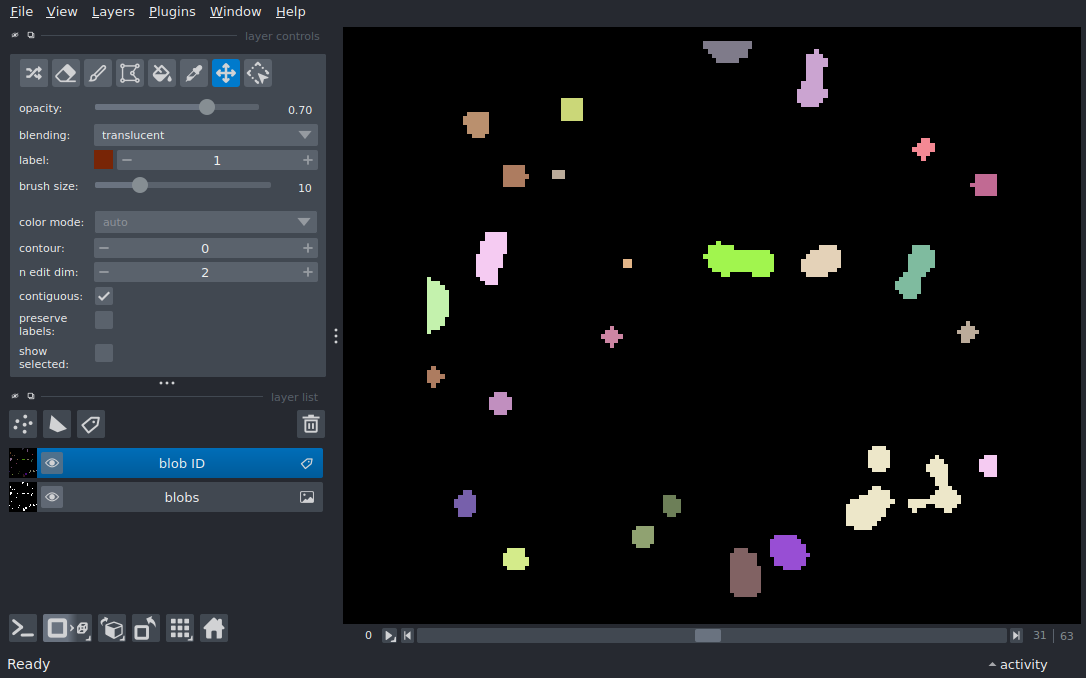 File View Layers Plugins Window Help
layer controls
opacity: 0.70
blending: translucent
label: 1
brush size: 10
color mode: auto
contour: 0
n edit dim: 2
contiguous:
preserve
labels:
show
selected:
layer list
blob ID
blobs
0 31 63
Ready activity